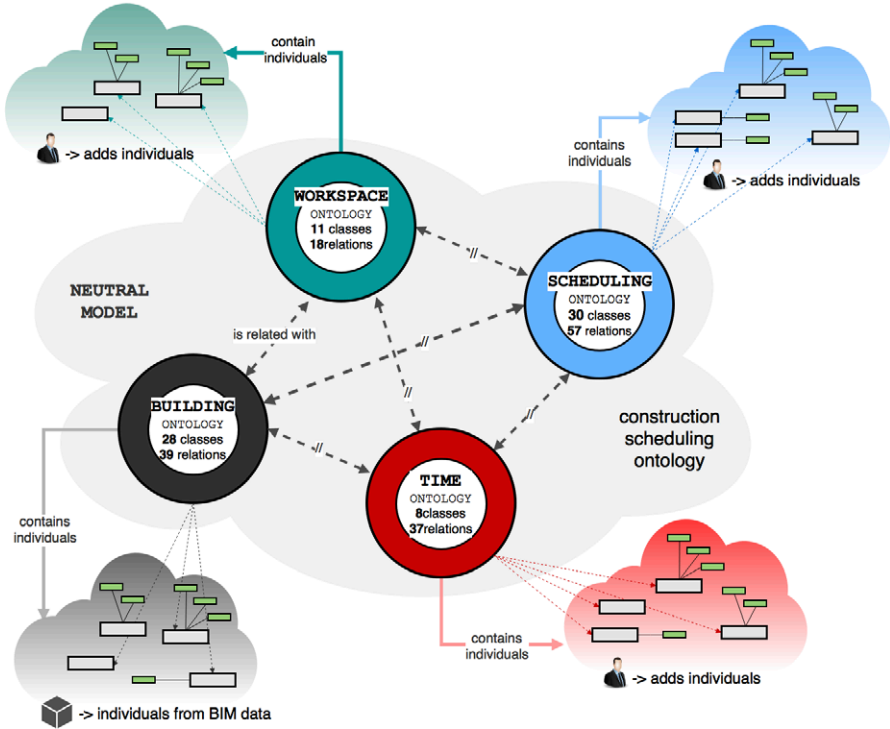 contain
individuals
-> adds individuals
contains
individuals
-> adds individuals
WORKSPACE
ONTOLOGY
11 classes
18relations
//
SCHEDULING
ONTOLOGY
30 classes
57 relations
NEUTRAL
MODEL
is related with
//
//
//
//
BUILDING
ONTOLOGY
28 classes
39 relations
construction
scheduling
ontology
TIME
ONTOLOGY
8classes
37relations
contains
individuals
contains
individuals
-> adds individuals
-> individuals from BIM data